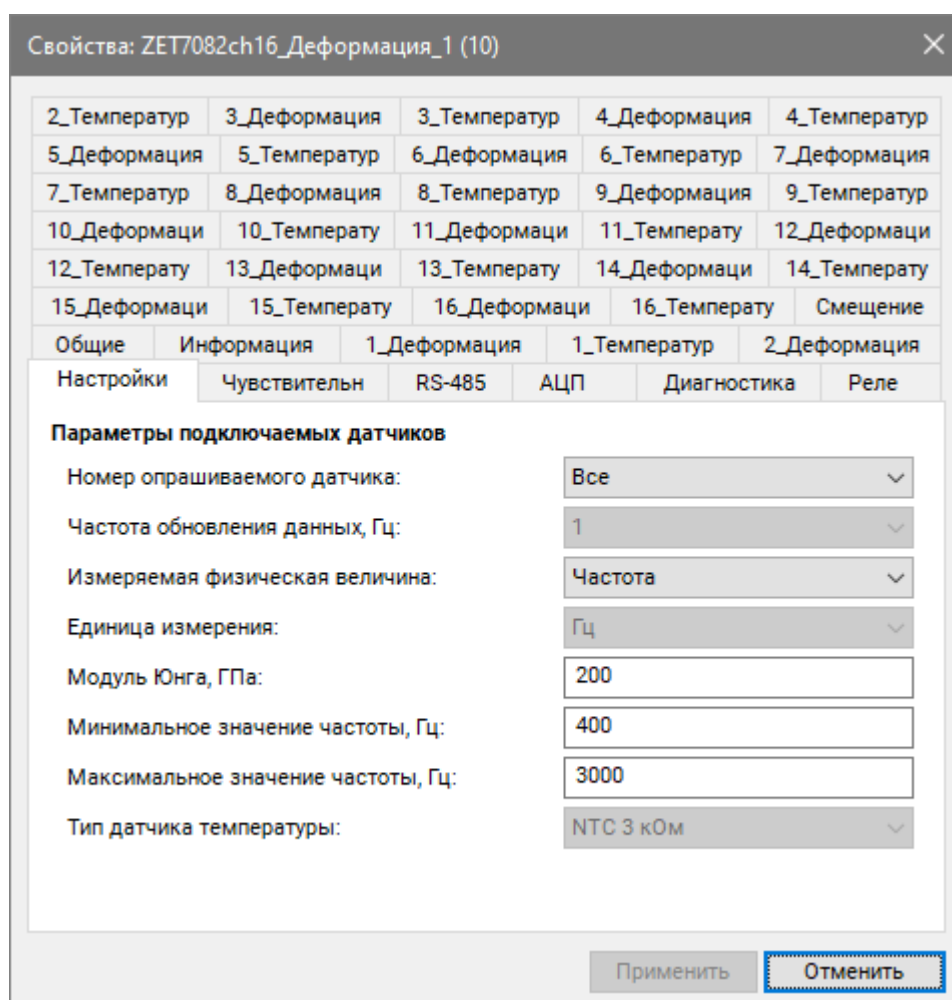 Свойства: ZET7082ch16_Деформация_1 (10)
2_Температур 3_Деформация 3_Температур 4_Деформация 4_Температур
5_Деформация 5_Температур 6_Деформация 6_Температур 7_Деформация
7_Температур 8_Деформация 8_Температур 9_Деформация 9_Температур
10_Деформаци 10_Температу 11_Деформаци 11_Температу 12_Деформаци
12_Температу 13_Деформаци 13_Температу 14_Деформаци 14_Температу
15_Деформаци 15_Температу 16_Деформаци 16_Температу Смещение
Общие Информация 1_Деформация 1_Температур 2_Деформация
Настройки Чувствительн RS-485 АЦП Диагностика Реле
Параметры подключаемых датчиков
Номер опрашиваемого датчика: Все
Частота обновления данных, Гц: 1
Измеряемая физическая величина: Частота
Единица измерения: Гц
Модуль Юнга, ГПа: 200
Минимальное значение частоты, Гц: 400
Максимальное значение частоты, Гц: 3000
Тип датчика температуры: NTC 3 кОм
Применить Отменить